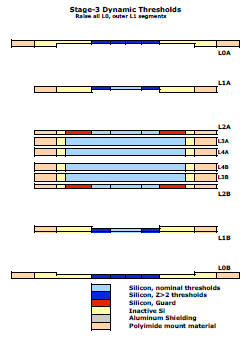 Stage-3 Dynamic Thresholds
Raise all L0, outer L1 segments
L0A
L1A
L2A
L3A
L4A
L4B
L3B
L2B
L1B
L0B
Silicon, nominal thresholds
Silicon, Z>2 thresholds
Silicon, Guard
Inactive Si
Aluminum Shielding
Polyimide mount material